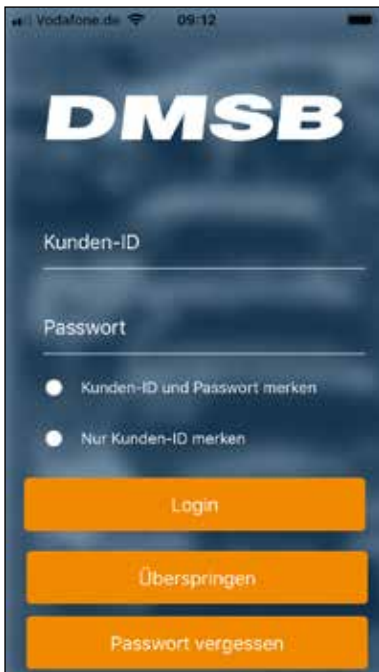 Vodafone.de 09:12
DMSB
Kunden-ID
Passwort
Kunden-ID und Passwort merken
Nur Kunden-ID merken
Login
Überspringen
Passwort vergessen